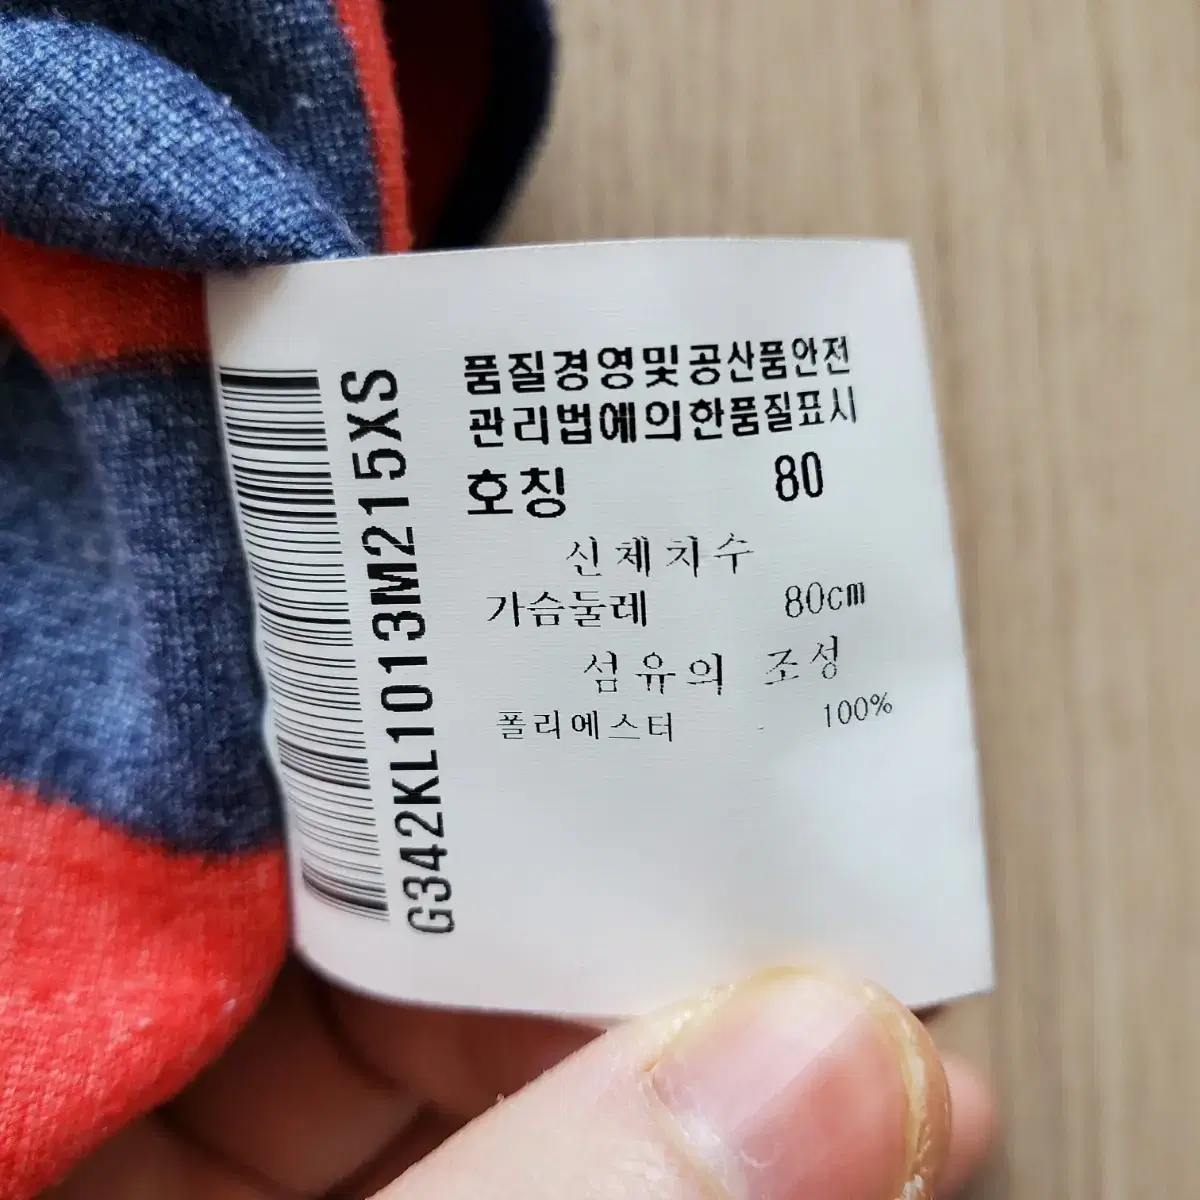 품질경영및공산품안전
관리법에의한품질표시
호칭 80
신체치수
가슴둘레 80cm
섬유의 조성
폴리에스터 100%
G342KL1013M215XS